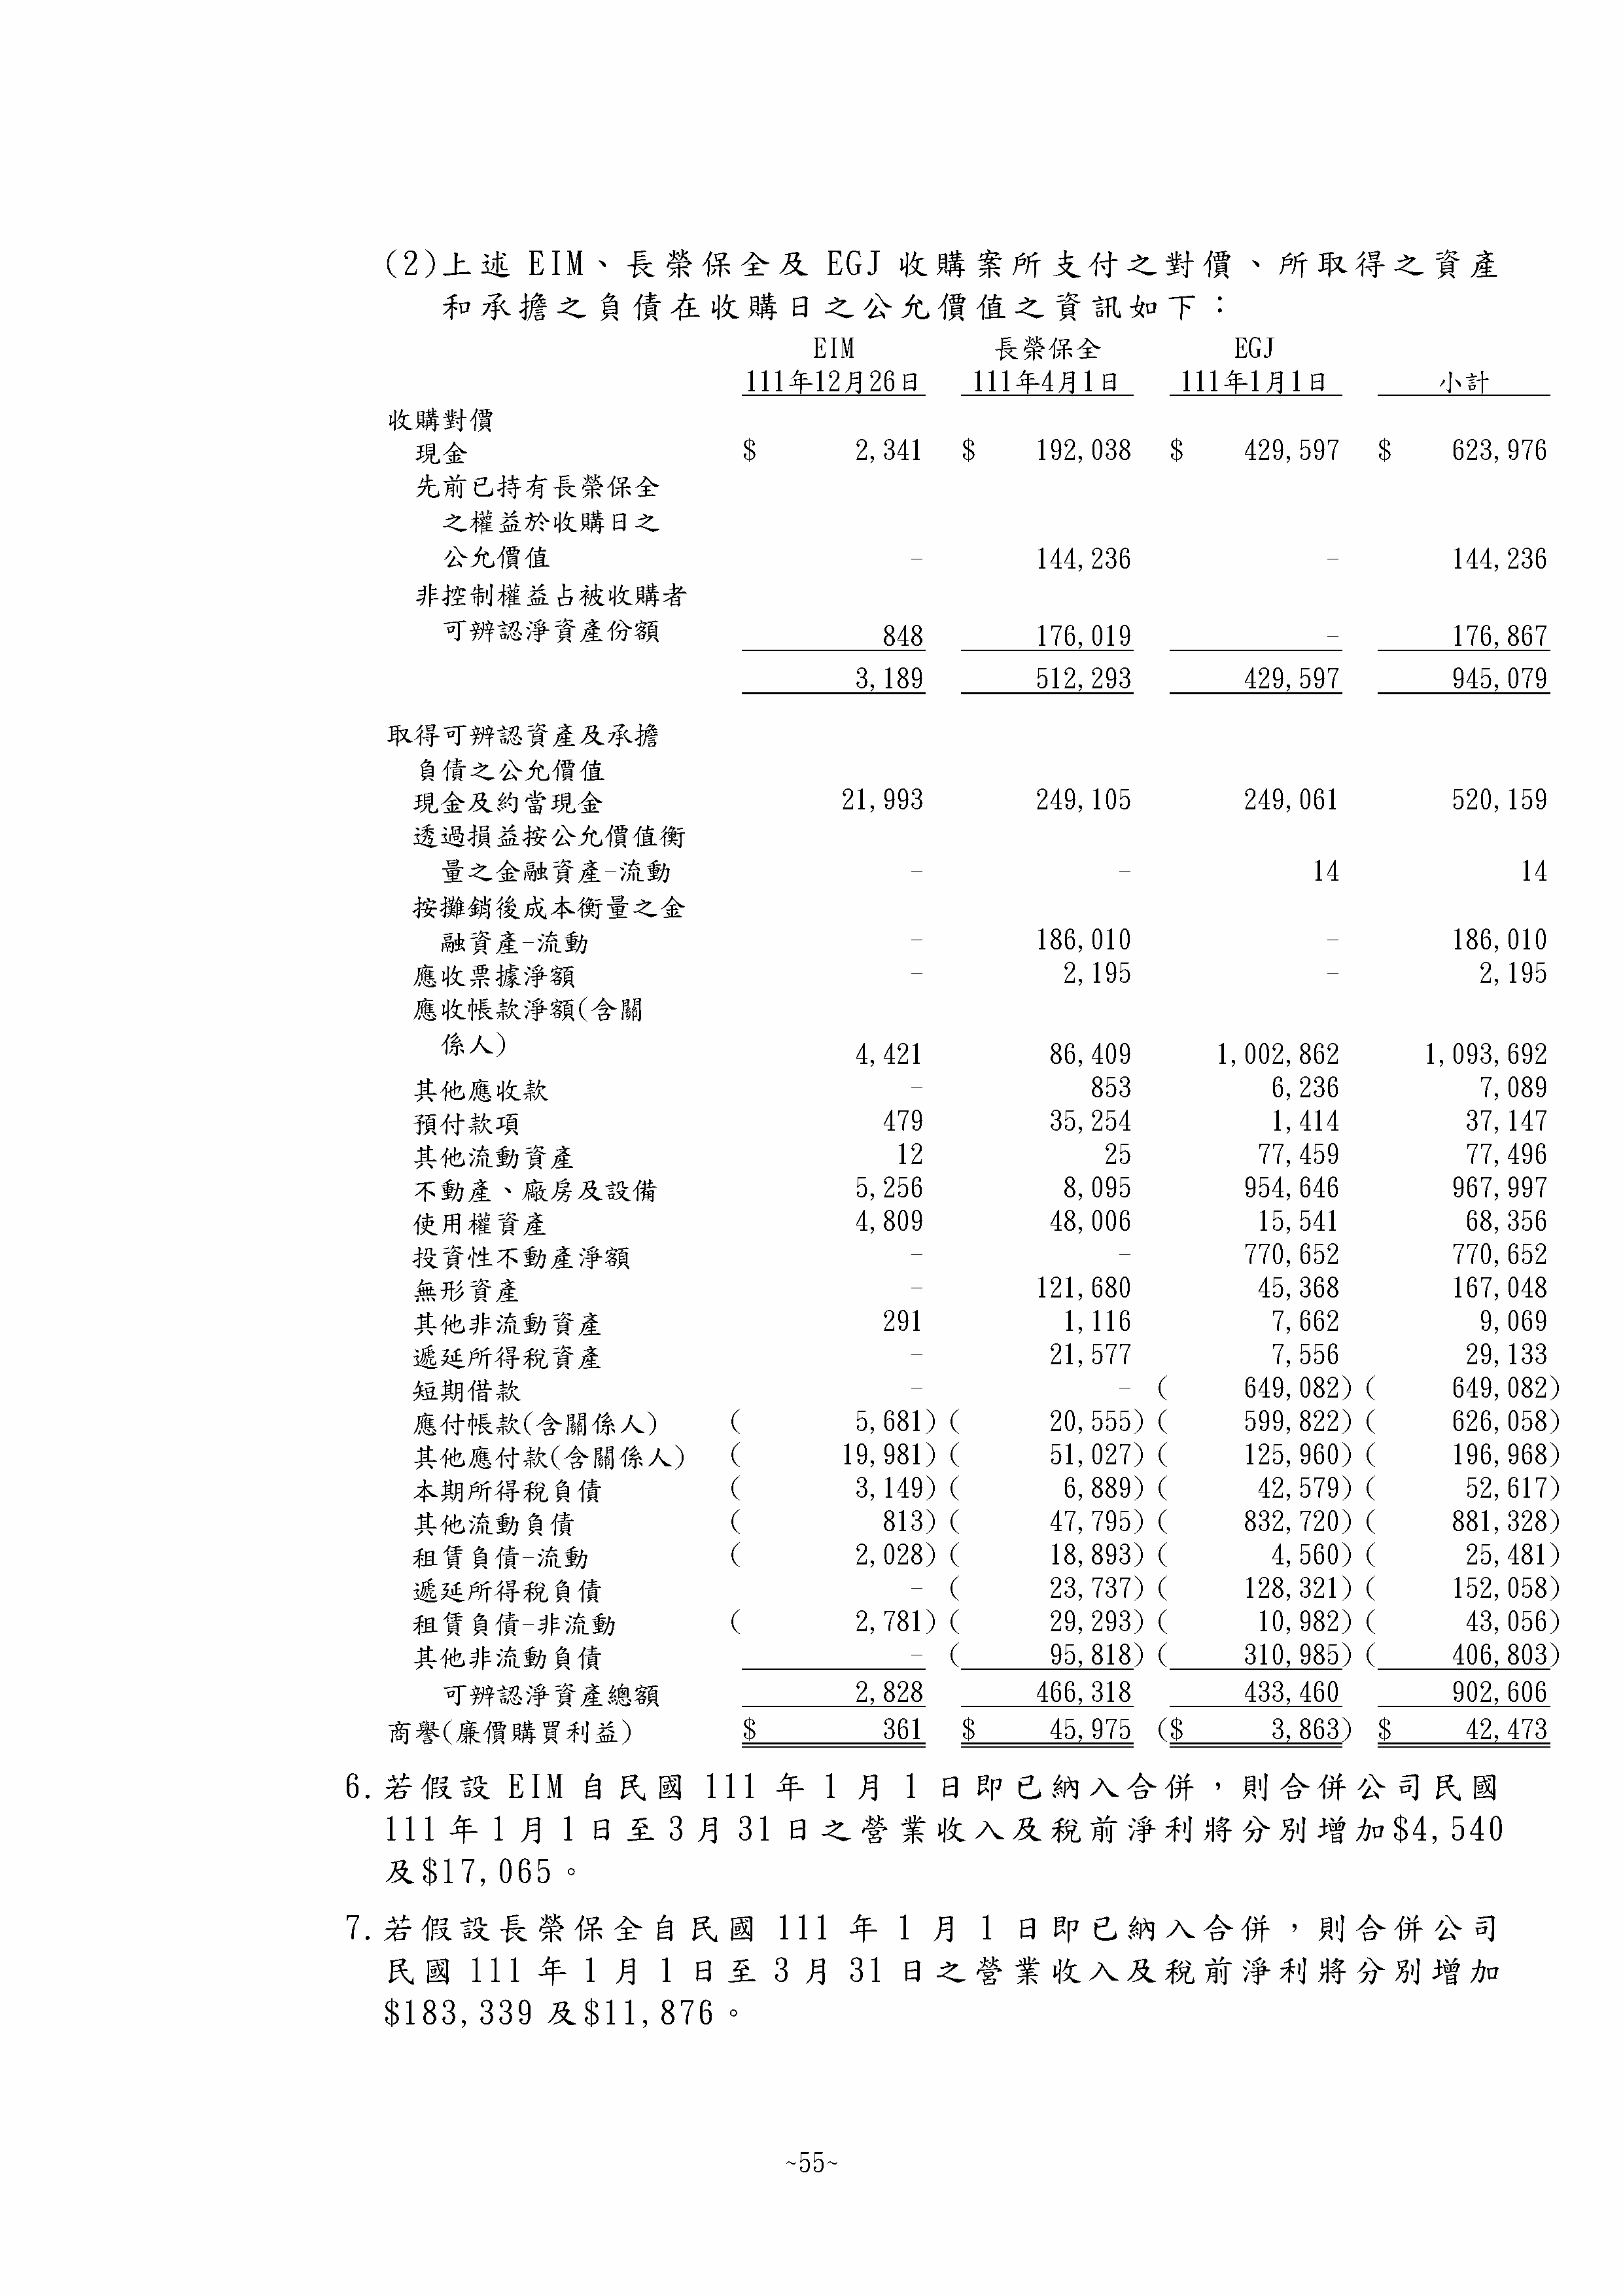 (2)上述 EIM、長榮保全及 EGJ 收購案所支付之對價、所取得之資產
和承擔之負債在收購日之公允價值之資訊如下：
EIM 長榮保全 EGJ
111年12月26日 111年4月1日 111年1月1日 小計
收購對價
現金 $ 2,341 $ 192,038 $ 429,597 $ 623,976
先前已持有長榮保全
之權益於收購日之
公允價值 - 144,236 - 144,236
非控制權益占被收購者
可辨認淨資產份額 848 176,019 - 176,867
3,189 512,293 429,597 945,079
取得可辨認資產及承擔
負債之公允價值
現金及約當現金 21,993 249,105 249,061 520,159
透過損益按公允價值衡
量之金融資產-流動 - - 14 14
按攤銷後成本衡量之金
融資產-流動 - 186,010 - 186,010
應收票據淨額 - 2,195 - 2,195
應收帳款淨額(含關
係人) 4,421 86,409 1,002,862 1,093,692
其他應收款 - 853 6,236 7,089
預付款項 479 35,254 1,414 37,147
其他流動資產 12 25 77,459 77,496
不動產、廠房及設備 5,256 8,095 954,646 967,997
使用權資產 4,809 48,006 15,541 68,356
投資性不動產淨額 - - 770,652 770,652
無形資產 - 121,680 45,368 167,048
其他非流動資產 291 1,116 7,662 9,069
遞延所得稅資產 - 21,577 7,556 29,133
短期借款 - - ( 649,082) ( 649,082)
應付帳款(含關係人) ( 5,681) ( 20,555) ( 599,822) ( 626,058)
其他應付款(含關係人) ( 19,981) ( 51,027) ( 125,960) ( 196,968)
本期所得稅負債 ( 3,149) ( 6,889) ( 42,579) ( 52,617)
其他流動負債 ( 813) ( 47,795) ( 832,720) ( 881,328)
租賃負債-流動 ( 2,028) ( 18,893) ( 4,560) ( 25,481)
遞延所得稅負債 - ( 23,737) ( 128,321) ( 152,058)
租賃負債-非流動 ( 2,781) ( 29,293) ( 10,982) ( 43,056)
其他非流動負債 - ( 95,818) ( 310,985) ( 406,803)
可辨認淨資產總額 2,828 466,318 433,460 902,606
商譽(廉價購買利益) $ 361 $ 45,975 ($ 3,863) $ 42,473
6.若假設 EIM 自民國 111 年 1 月 1 日即已納入合併，則合併公司民國
111 年 1 月 1 日至 3 月 31 日之營業收入及稅前淨利將分別增加$4,540
及$17,065。
7.若假設長榮保全自民國 111 年 1 月 1 日即已納入合併，則合併公司
民國 111 年 1 月 1 日至 3 月 31 日之營業收入及稅前淨利將分別增加
$183,339 及$11,876。
~55~